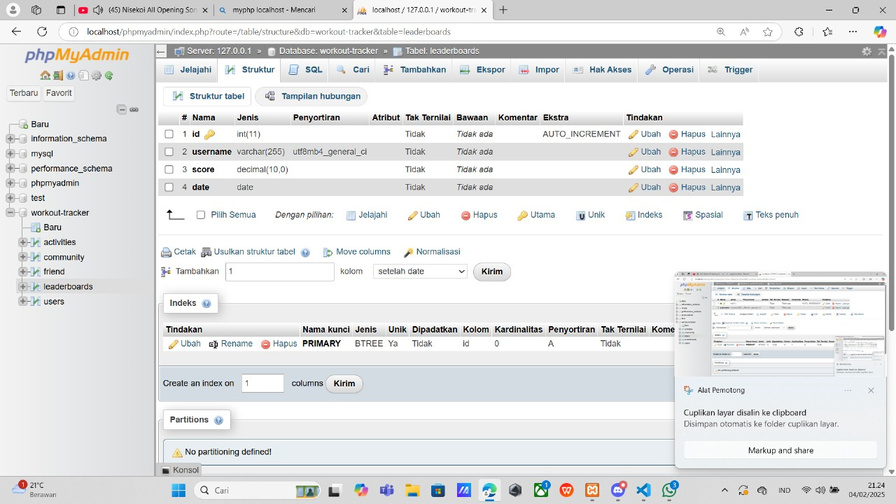 (45) Nisekoi All Opening Son
myphp localhost - Mencari
localhost / 127.0.0.1 / workout-tr
localhost/phpmyadmin/index.php?route=/table/structure&db=workout-tracker&table=leaderboards
phpMyAdmin
Terbaru Favorit
Baru
information_schema
mysql
performance_schema
phpmyadmin
test
workout-tracker
Baru
activities
community
friend
leaderboards
users
Server: 127.0.0.1 » Database: workout-tracker » Table: leaderboards
Jelajahi Struktur SQL Cari Tambahkan Ekspor Impor Hak Akses Operasi Trigger
Struktur tabel Tampilan hubungan
# Nama Jenis Penyortiran Atribut Tak Ternilai Bawaan Komentar Ekstra Tindakan
1 id int(11) Tidak Tidak ada AUTO_INCREMENT Ubah Hapus Lainnya
2 username varchar(255) utf8mb4_general_ci Tidak Tidak ada Ubah Hapus Lainnya
3 score decimal(10,0) Tidak Tidak ada Ubah Hapus Lainnya
4 date date Tidak Tidak ada Ubah Hapus Lainnya
Pilih Semua Dengan pilihan: Jelajahi Ubah Hapus Utama Unik Indeks Spasial Teks penuh
Cetak Usulkan struktur tabel Move columns Normalisasi
Tambahkan 1 kolom setelah date Kirim
Indeks
Tindakan Nama kunci Jenis Unik Dipadatkan Kolom Kardinalitas Penyortiran Tak Ternilai Kome
Ubah Rename Hapus PRIMARY BTREE Ya Tidak id 0 A Tidak
Create an index on 1 columns Kirim
Partitions
No partitioning defined!
Konsol
Alat Pemotong
Cuplikan layar disalin ke clipboard
Disimpan otomatis ke folder cuplikan layar.
Markup and share
1
21°C
Berawan
Cari
1
3
IND
21.24
04/02/2025